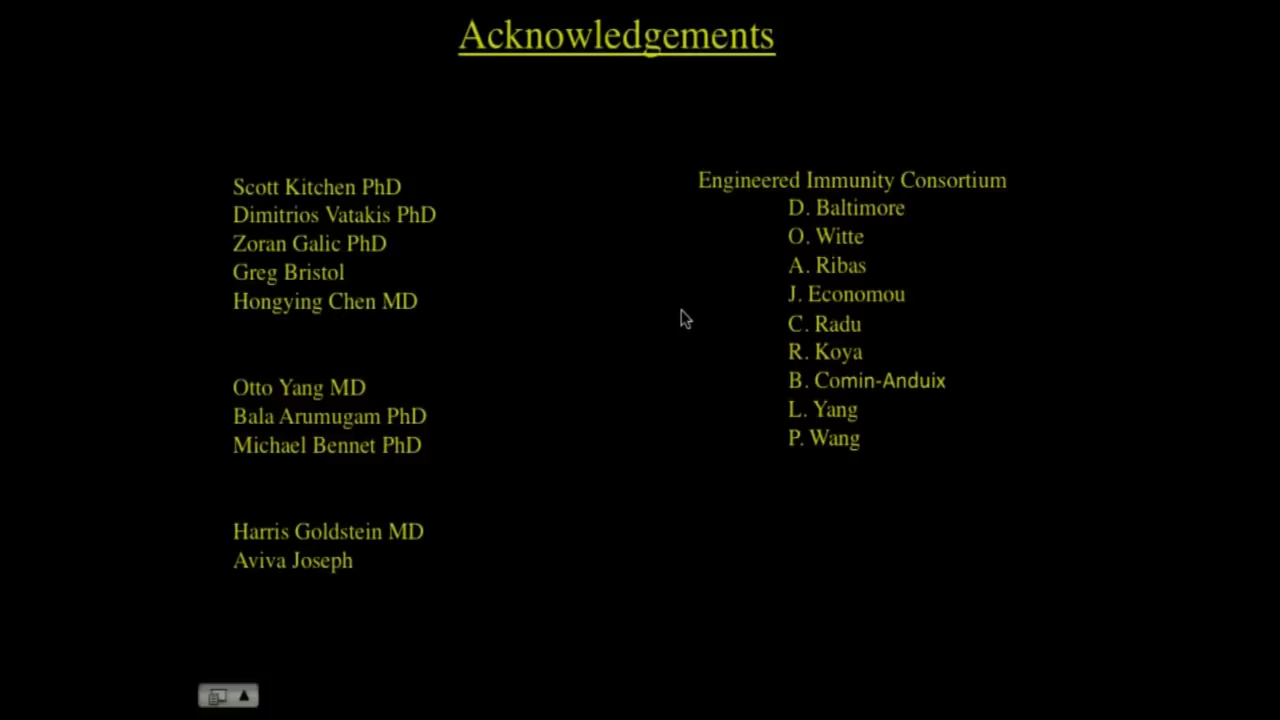 Acknowledgements
Scott Kitchen PhD
Dimitrios Vatakis PhD
Zoran Galic PhD
Greg Bristol
Hongying Chen MD
Otto Yang MD
Bala Arumugam PhD
Michael Bennet PhD
Harris Goldstein MD
Aviva Joseph
Engineered Immunity Consortium
D. Baltimore
O. Witte
A. Ribas
J. Economou
C. Radu
R. Koya
B. Comin-Anduix
L. Yang
P. Wang